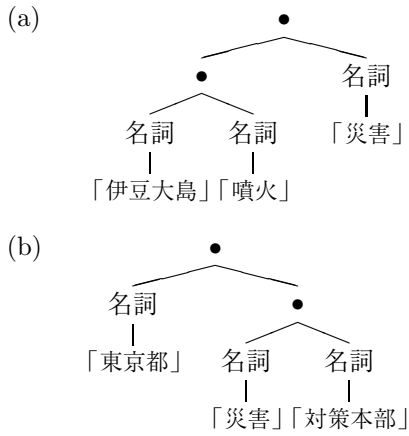 (a)
名詞
名詞 名詞 「災害」
「伊豆大島」「噴火」
(b)
名詞
「東京都」 名詞 名詞
「災害」「対策本部」